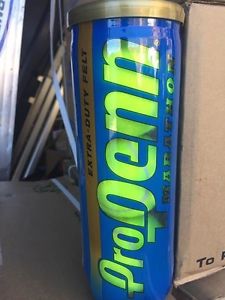 EXTRA-DUTY FELT
ProPenn
MARATHON
To